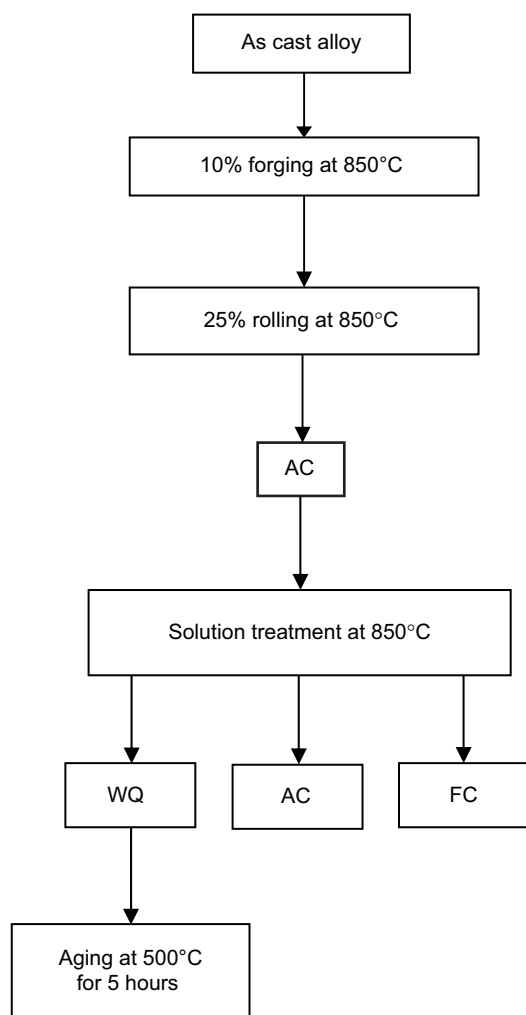 As cast alloy
10% forging at 850°C
25% rolling at 850°C
AC
Solution treatment at 850°C
WQ
AC
FC
Aging at 500°C
for 5 hours